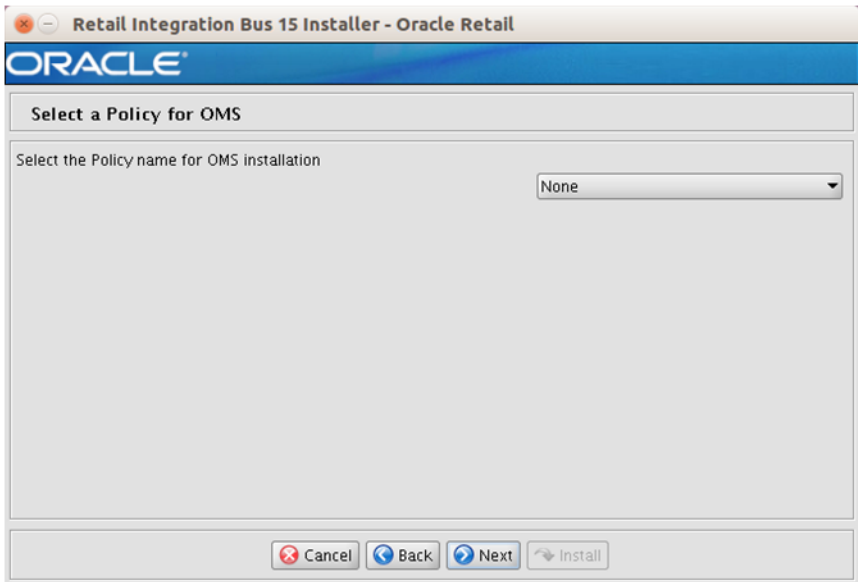 Retail Integration Bus 15 Installer - Oracle Retail
ORACLE
Select a Policy for OMS
Select the Policy name for OMS installation
None
Cancel Back Next Install